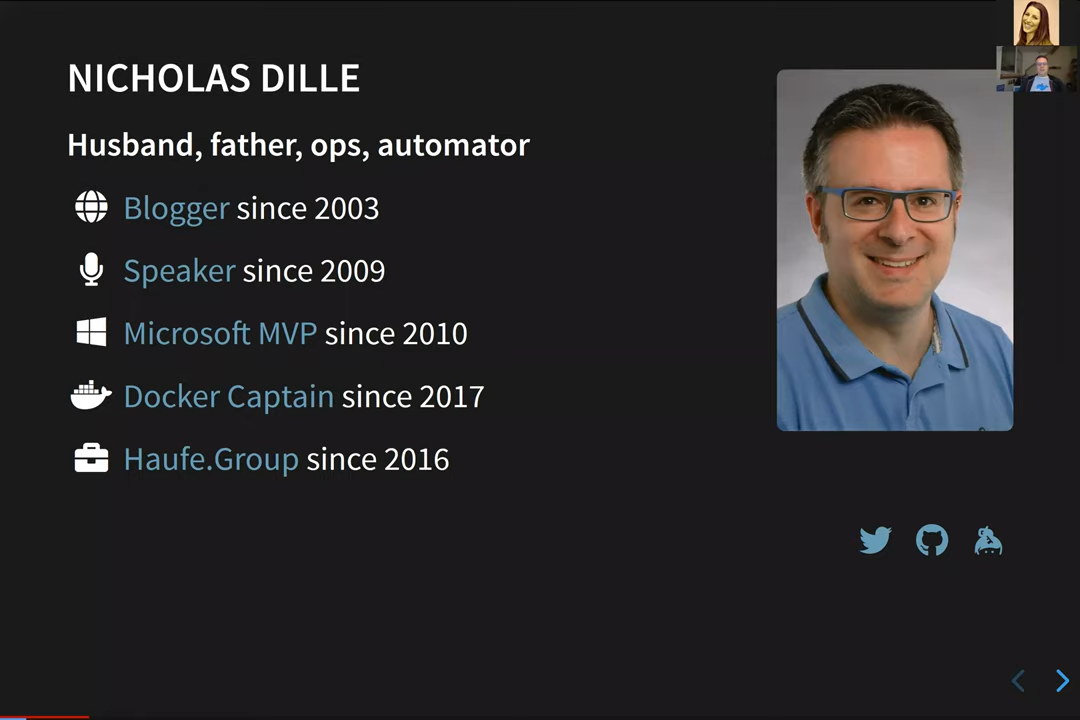 NICHOLAS DILLE
Husband, father, ops, automator
Blogger since 2003
Speaker since 2009
Microsoft MVP since 2010
Docker Captain since 2017
Haufe.Group since 2016